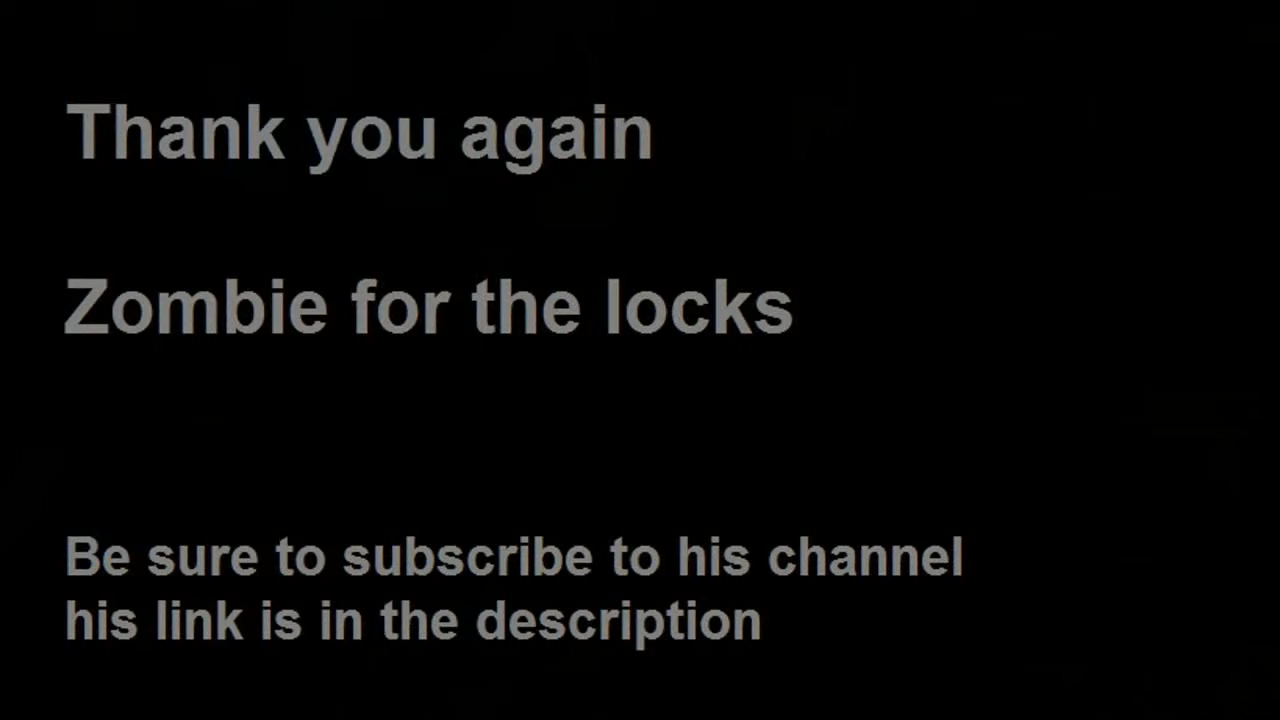 Thank you again
Zombie for the locks
Be sure to subscribe to his channel
his link is in the description